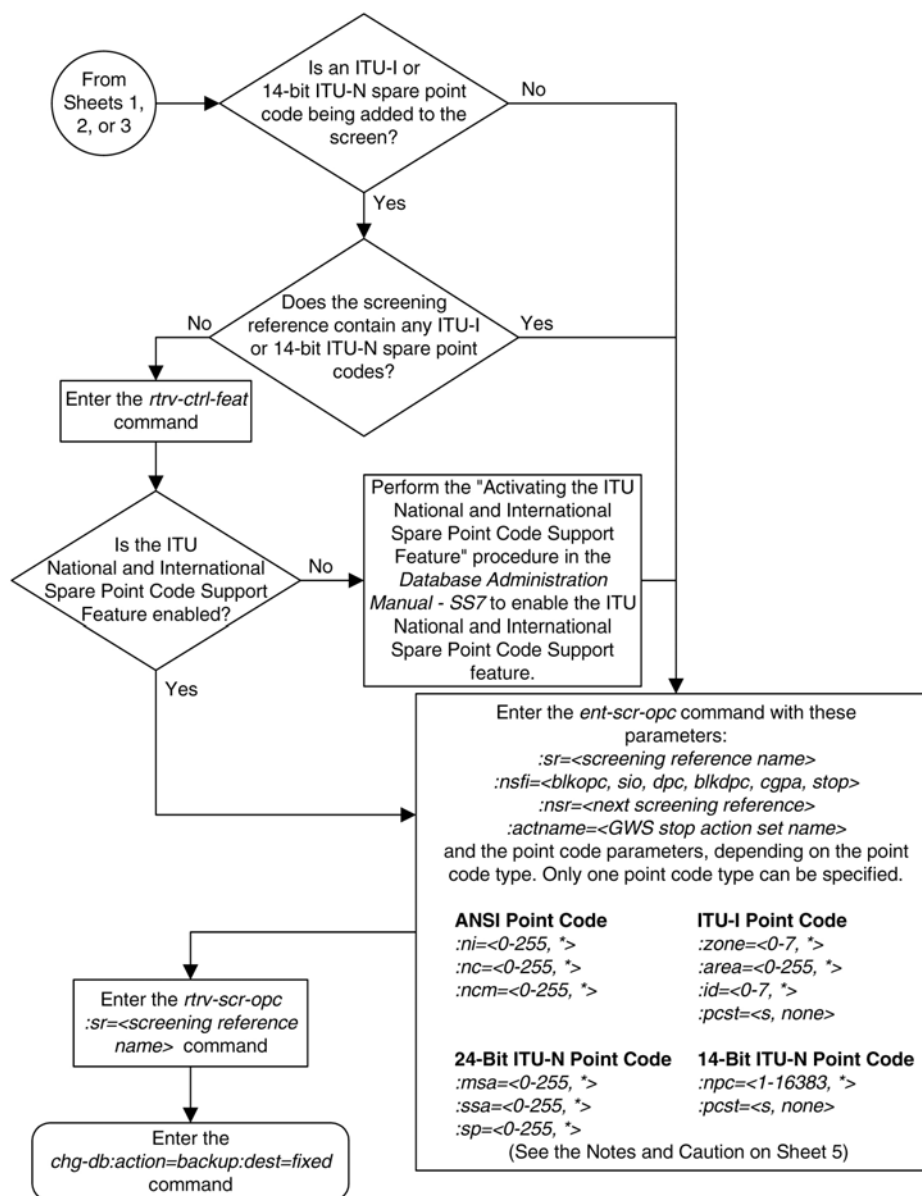 From
Sheets 1,
2, or 3
Is an ITU-I or
14-bit ITU-N spare point
code being added to the
screen?
No
Yes
Does the screening
reference contain any ITU-I
or 14-bit ITU-N spare point
codes?
No
Yes
Enter the rtrv-ctrl-feat
command
Is the ITU
National and International
Spare Point Code Support
Feature enabled?
No
Yes
Perform the "Activating the ITU
National and International
Spare Point Code Support
Feature" procedure in the
Database Administration
Manual - SS7 to enable the ITU
National and International
Spare Point Code Support
feature.
Enter the ent-scr-opc command with these
parameters:
:sr=<screening reference name>
:nsfi=<blkopc, sio, dpc, blkdpc, cgpa, stop>
:nsr=<next screening reference>
:actname=<GWS stop action set name>
and the point code parameters, depending on the point
code type. Only one point code type can be specified.
ANSI Point Code
:ni=<0-255, *>
:nc=<0-255, *>
:ncm=<0-255, *>
ITU-I Point Code
:zone=<0-7, *>
:area=<0-255, *>
:id=<0-7, *>
:pcst=<s, none>
24-Bit ITU-N Point Code
:msa=<0-255, *>
:ssa=<0-255, *>
:sp=<0-255, *>
14-Bit ITU-N Point Code
:npc=<1-16383, *>
:pcst=<s, none>
(See the Notes and Caution on Sheet 5)
Enter the rtrv-scr-opc
:sr=<screening reference
name> command
Enter the
chg-db:action=backup:dest=fixed
command